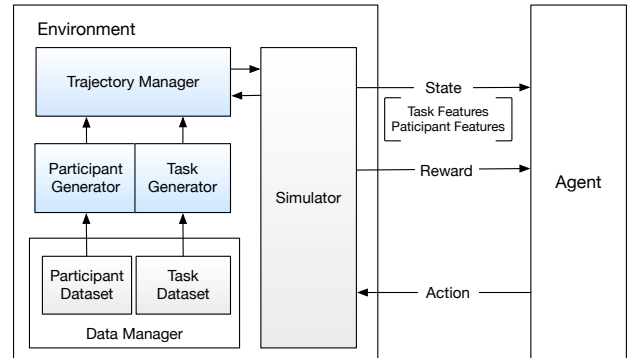 Environment
Trajectory Manager
Participant
Generator
Task
Generator
Participant
Dataset
Task
Dataset
Data Manager
Simulator
State
Task Features
Paticipant Features
Reward
Action
Agent